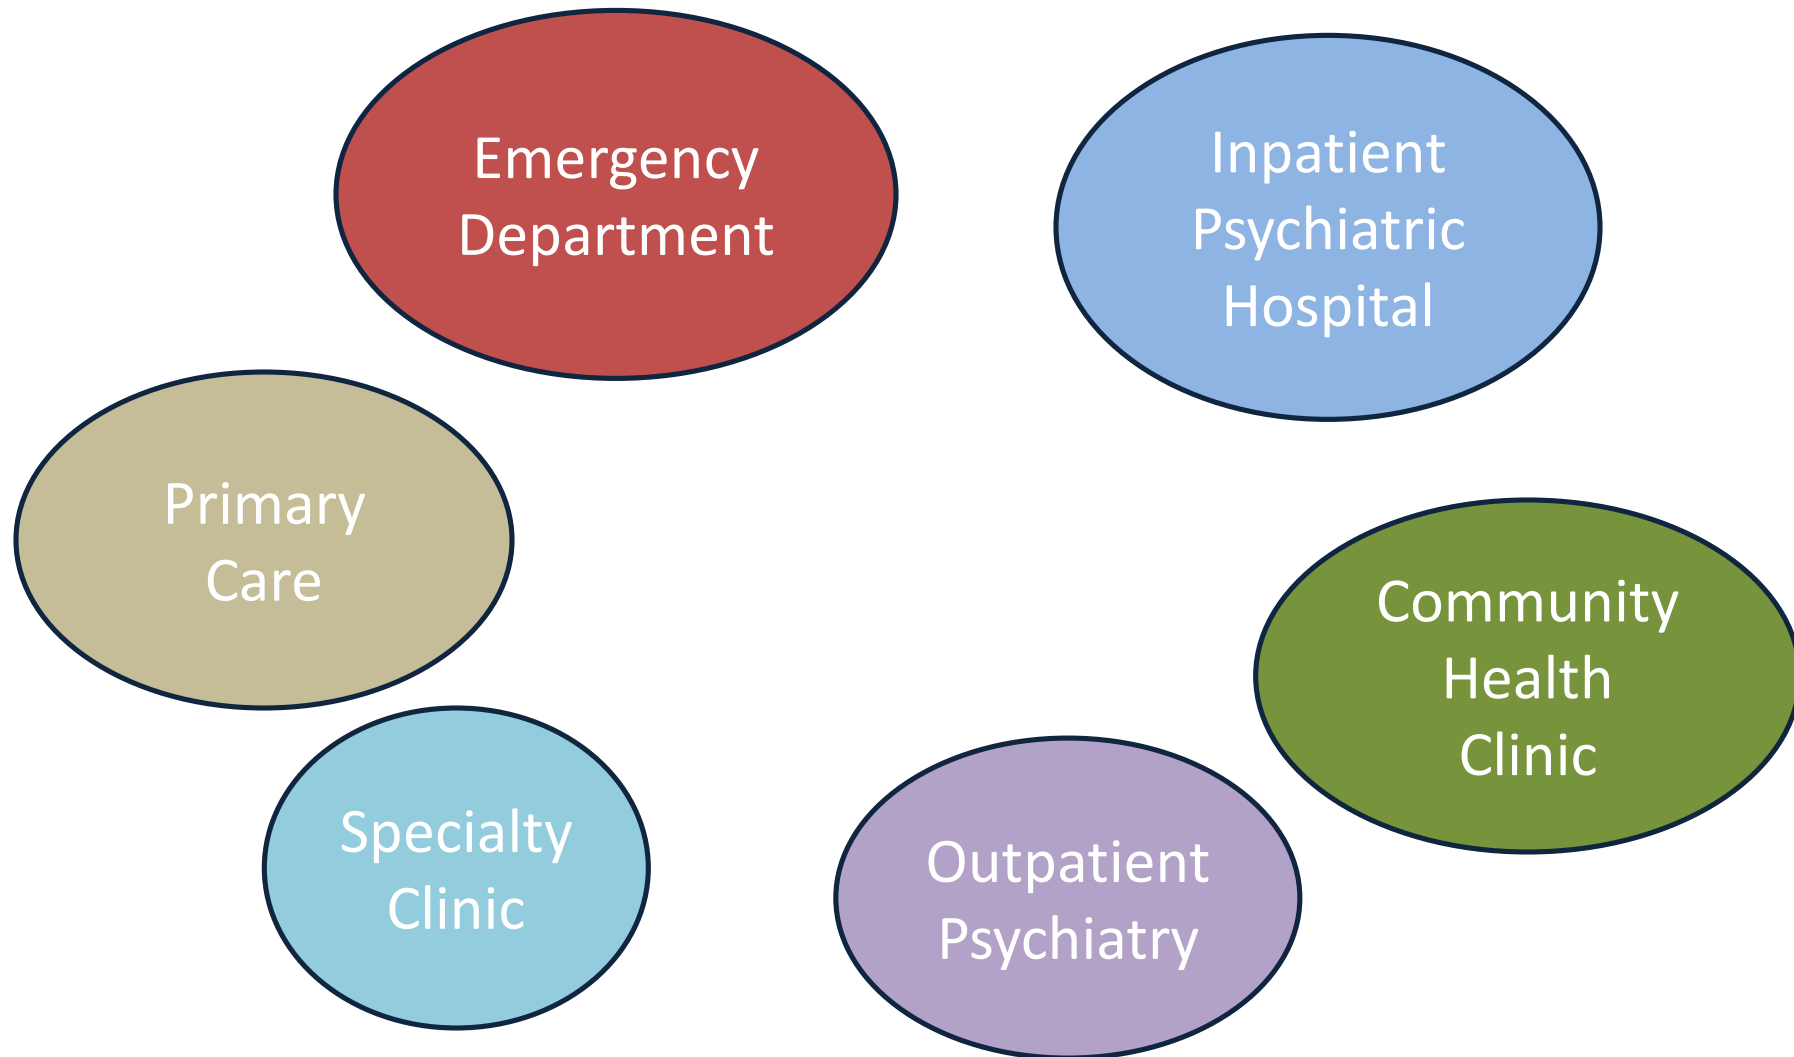 Emergency
Department
Inpatient
Psychiatric
Hospital
Primary
Care
Community
Health
Clinic
Specialty
Clinic
Outpatient
Psychiatry